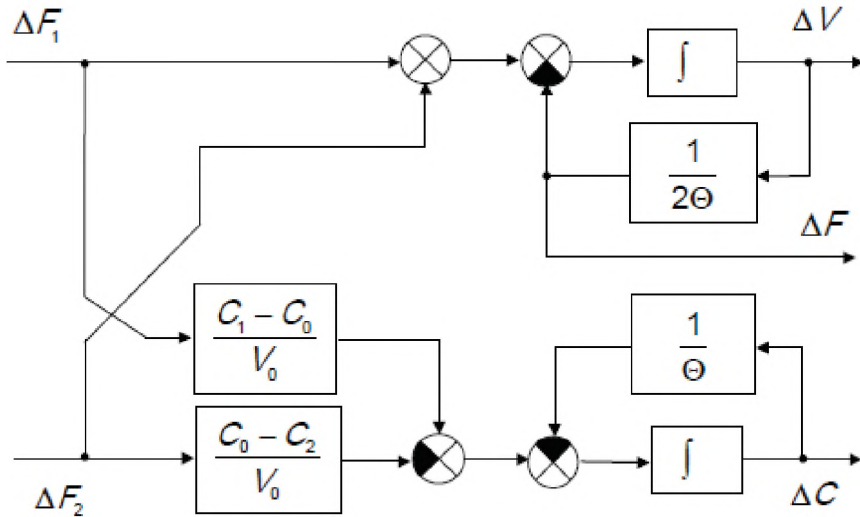 ΔF₁
ΔV
∫
1
2Θ
ΔF
C₁ − C₀
V₀
1
Θ
C₀ − C₂
V₀
∫
ΔF₂
ΔC